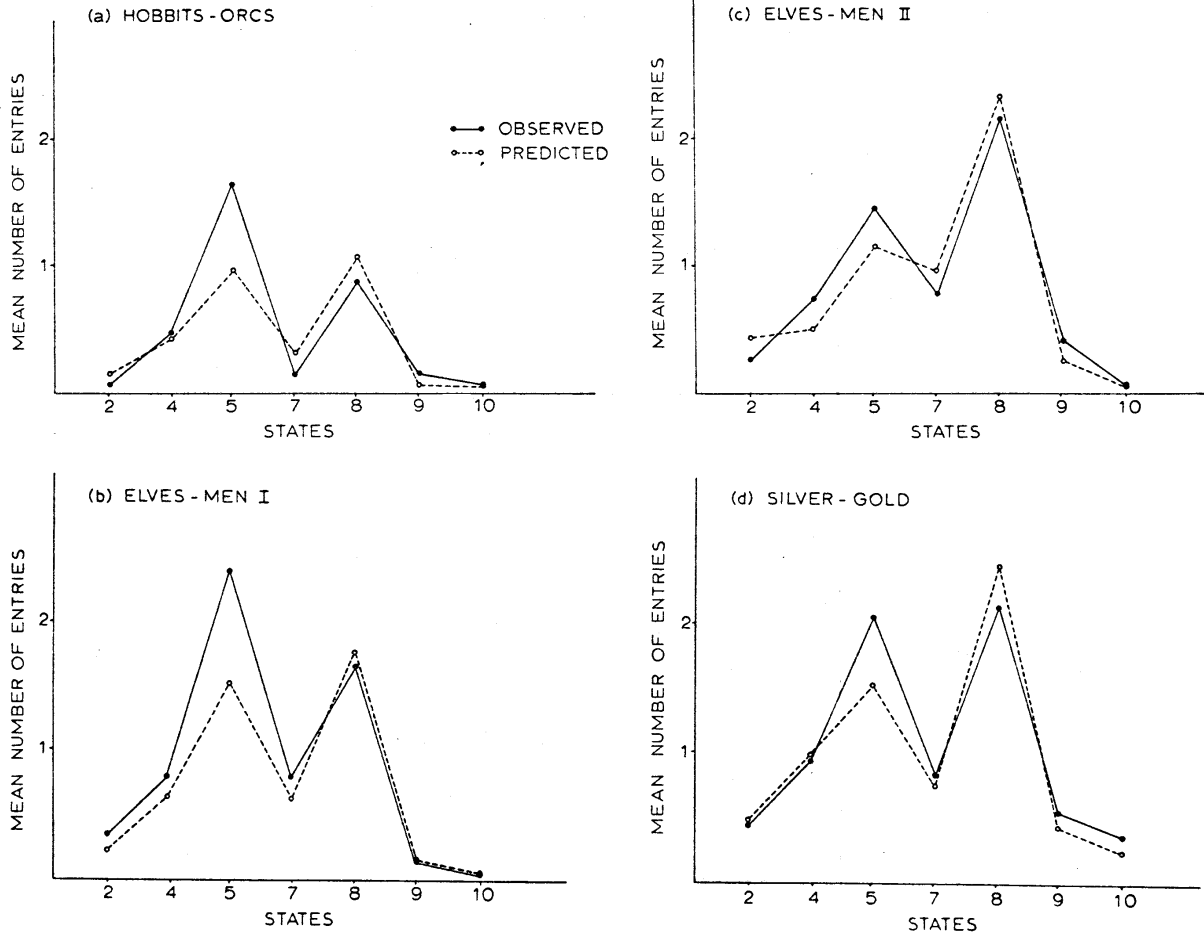 (a) HOBBITS - ORCS
MEAN NUMBER OF ENTRIES
2
1
OBSERVED
PREDICTED
2 4 5 7 8 9 10
STATES
(b) ELVES - MEN I
MEAN NUMBER OF ENTRIES
2
1
2 4 5 7 8 9 10
STATES
(c) ELVES - MEN II
MEAN NUMBER OF ENTRIES
2
1
2 4 5 7 8 9 10
STATES
(d) SILVER - GOLD
MEAN NUMBER OF ENTRIES
2
1
2 4 5 7 8 9 10
STATES